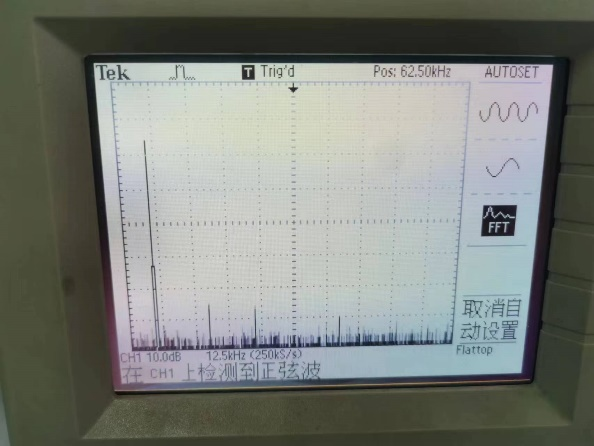 Tek T Trig'd Pos: 62.50kHz AUTOSET
FFT
取消自
动设置
CH1 10.0dB 12.5kHz (250kS/s) Flattop
在 CH1 上检测到正弦波